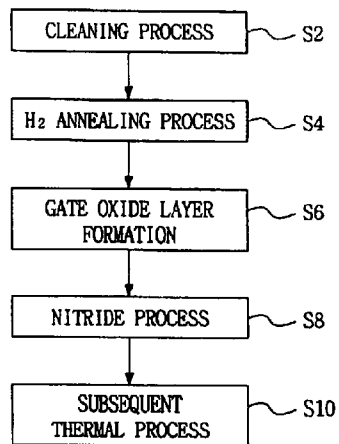 CLEANING PROCESS S2
H2 ANNEALING PROCESS S4
GATE OXIDE LAYER S6
FORMATION
NITRIDE PROCESS S8
SUBSEQUENT S10
THERMAL PROCESS